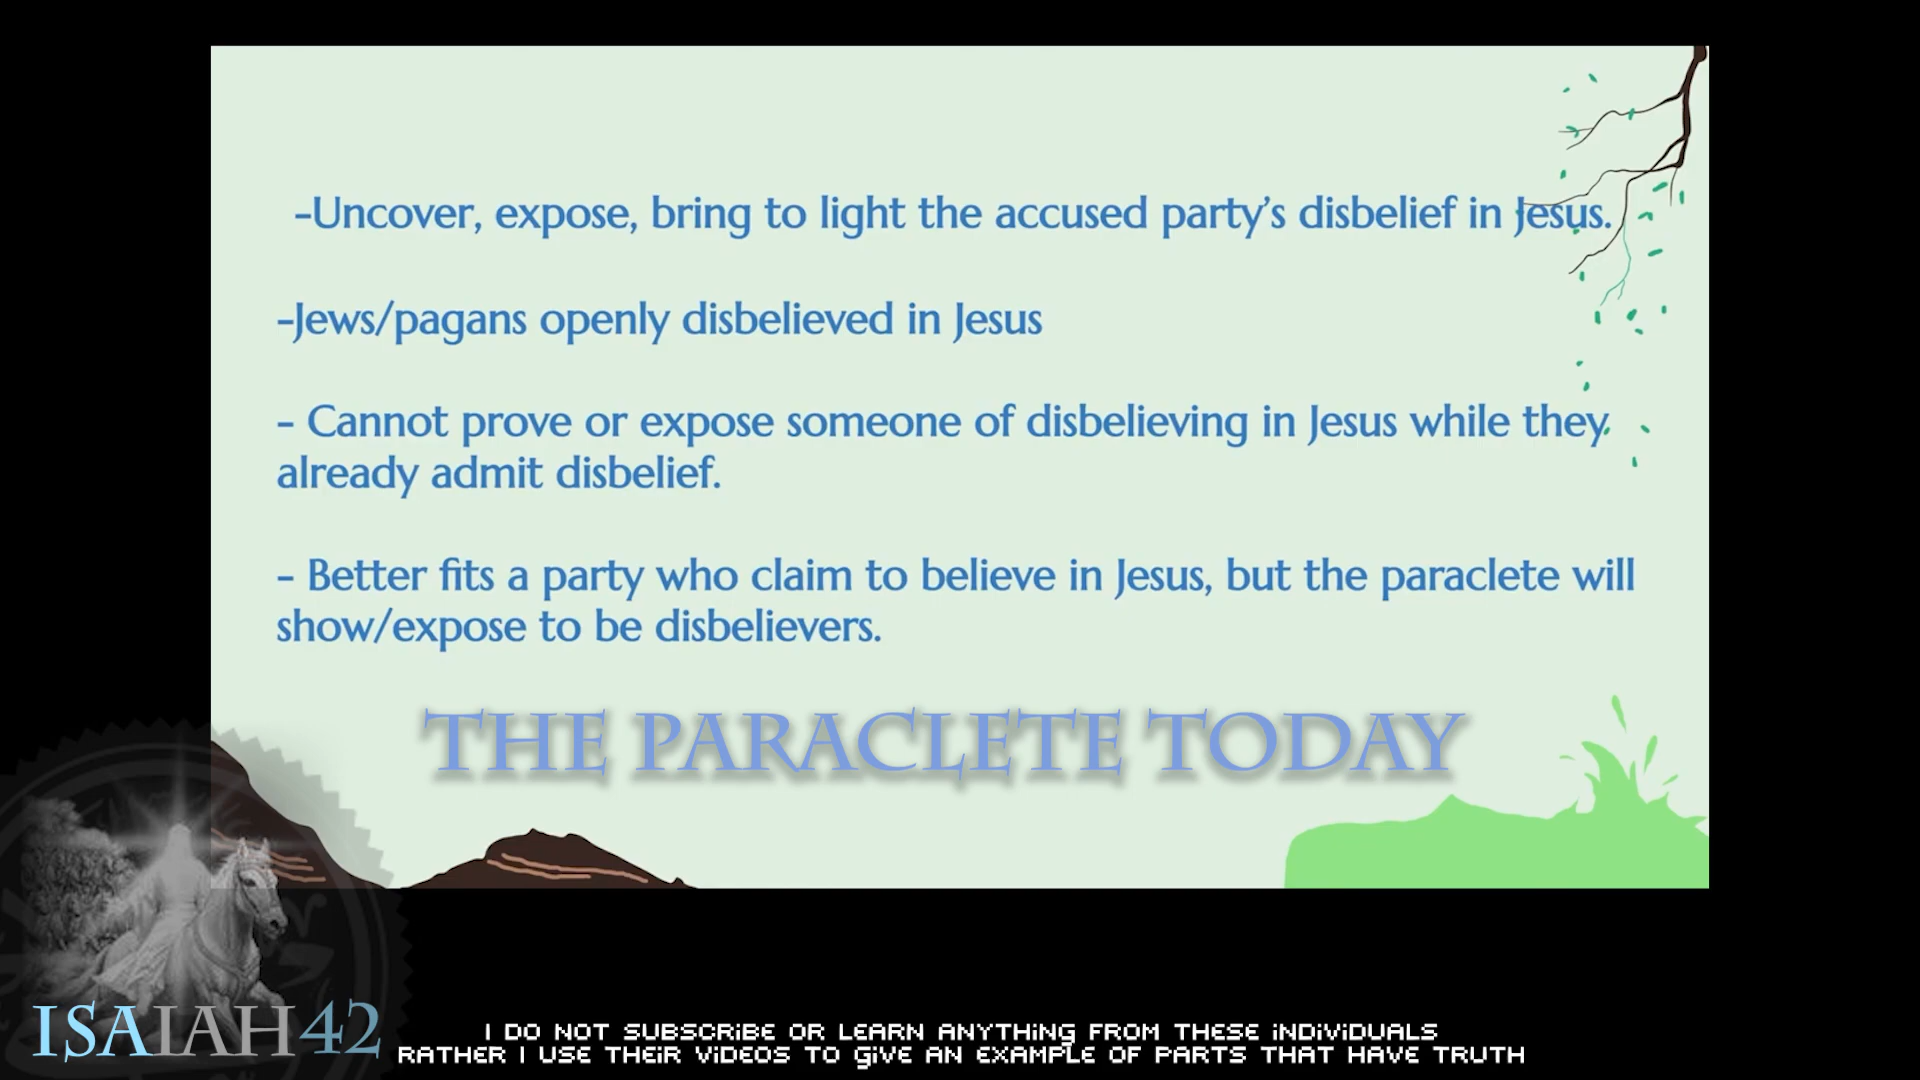 -Uncover, expose, bring to light the accused party's disbelief in Jesus.
-Jews/pagans openly disbelieved in Jesus
- Cannot prove or expose someone of disbelieving in Jesus while they
already admit disbelief.
- Better fits a party who claim to believe in Jesus, but the paraclete will
show/expose to be disbelievers.
THE PARACLETE TODAY
ISAIAH 42
I DO NOT SUBSCRIBE OR LEARN ANYTHING FROM THESE INDIVIDUALS
RATHER I USE THEIR VIDEOS TO GIVE AN EXAMPLE OF PARTS THAT HAVE TRUTH